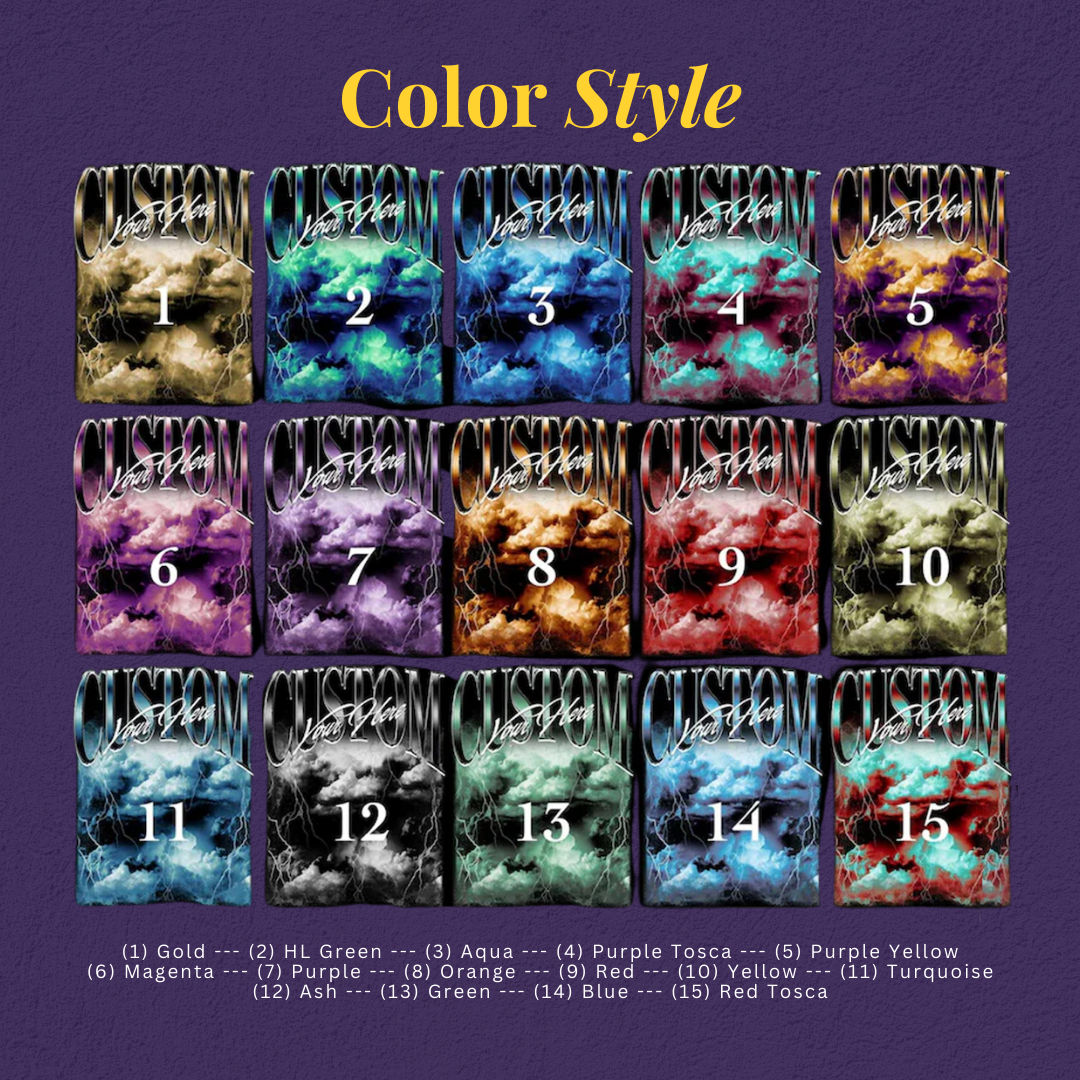 Color Style
CUSTOM CUSTOM CUSTOM CUSTOM CUSTOM
Your Here Your Here Your Here Your Here Your Here
1 2 3 4 5
CUSTOM CUSTOM CUSTOM CUSTOM CUSTOM
Your Here Your Here Your Here Your Here Your Here
6 7 8 9 10
CUSTOM CUSTOM CUSTOM CUSTOM CUSTOM
Your Here Your Here Your Here Your Here Your Here
11 12 13 14 15
(1) Gold --- (2) HL Green --- (3) Aqua --- (4) Purple Tosca --- (5) Purple Yellow
(6) Magenta --- (7) Purple --- (8) Orange --- (9) Red --- (10) Yellow --- (11) Turquoise
(12) Ash --- (13) Green --- (14) Blue --- (15) Red Tosca